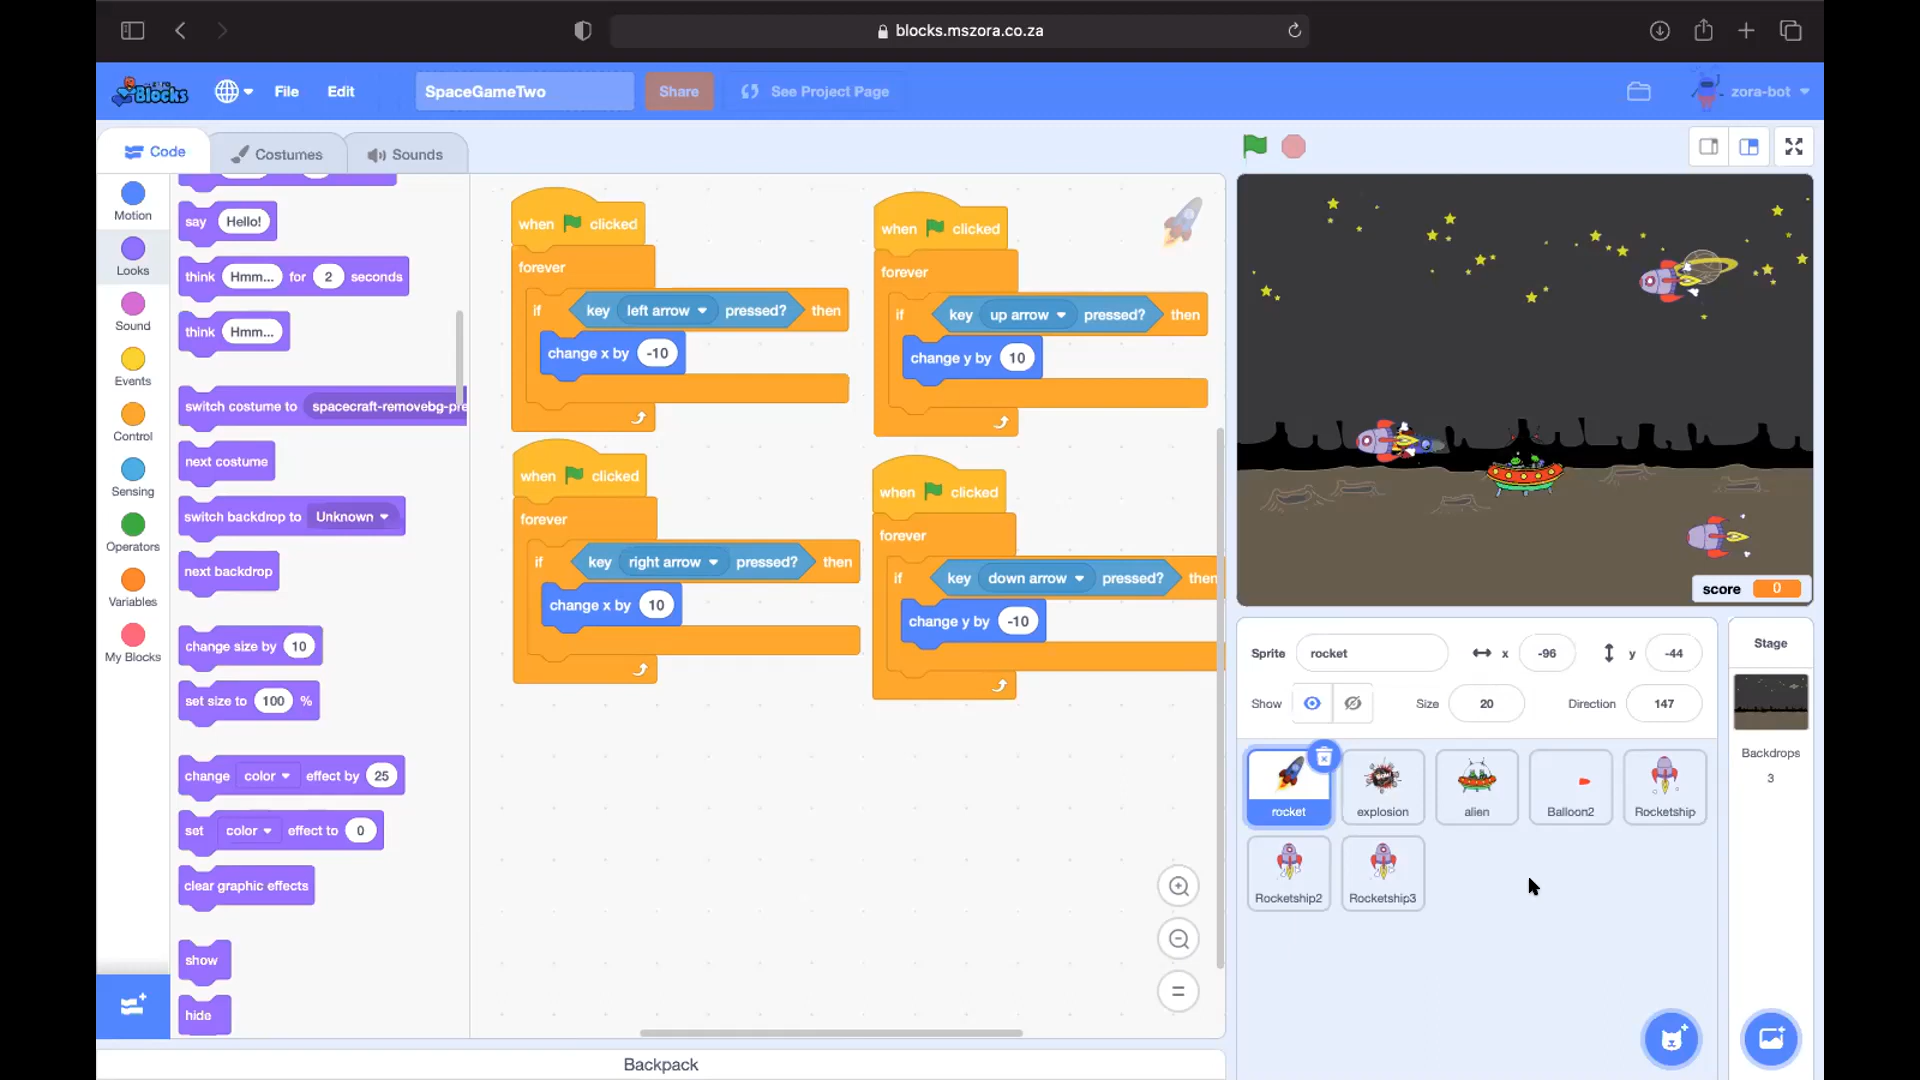 blocks.mszora.co.za
Blocks
File
Edit
SpaceGameTwo
Share
See Project Page
zora-bot
Code
Costumes
Sounds
Motion
Looks
Sound
Events
Control
Sensing
Operators
Variables
My Blocks
say Hello!
think Hmm... for 2 seconds
think Hmm...
switch costume to spacecraft-removebg-pre
next costume
switch backdrop to Unknown
next backdrop
change size by 10
set size to 100 %
change color effect by 25
set color effect to 0
clear graphic effects
show
hide
when clicked
forever
if key left arrow pressed? then
change x by -10
when clicked
forever
if key up arrow pressed? then
change y by 10
when clicked
forever
if key right arrow pressed? then
change x by 10
when clicked
forever
if key down arrow pressed? then
change y by -10
Backpack
score 0
Sprite rocket x -96 y -44
Show Size 20 Direction 147
rocket
explosion
alien
Balloon2
Rocketship
Rocketship2
Rocketship3
Stage
Backdrops
3